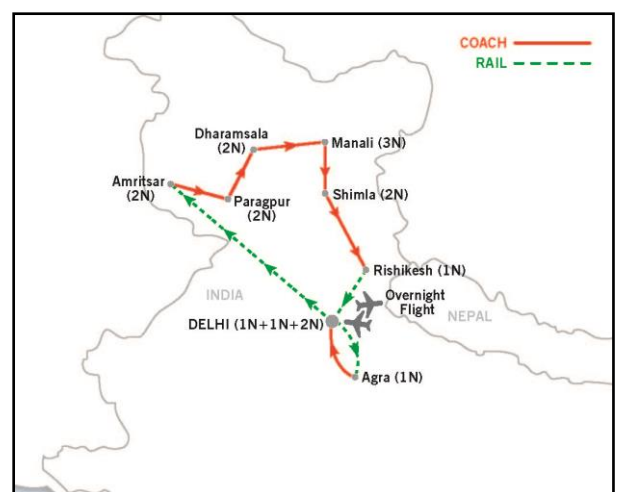 COACH
RAIL
Dharamsala
(2N)
Manali (3N)
Amritsar
(2N)
Paragpur
(2N)
Shimla (2N)
Rishikesh (1N)
INDIA
Overnight
Flight
NEPAL
DELHI (1N+1N+2N)
Agra (1N)